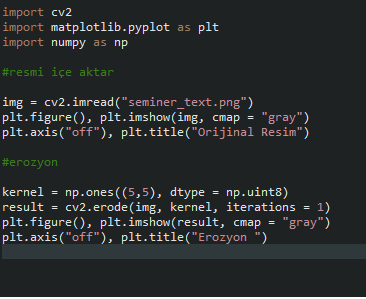 import cv2
import matplotlib.pyplot as plt
import numpy as np
#resmi içe aktar
img = cv2.imread("seminer_text.png")
plt.figure(), plt.imshow(img, cmap = "gray")
plt.axis("off"), plt.title("Orijinal Resim")
#erozyon
kernel = np.ones((5,5), dtype = np.uint8)
result = cv2.erode(img, kernel, iterations = 1)
plt.figure(), plt.imshow(result, cmap = "gray")
plt.axis("off"), plt.title("Erozyon ")